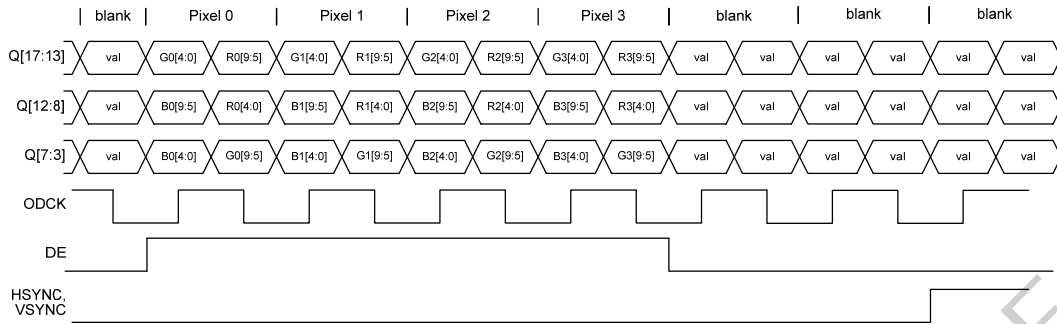 | blank | Pixel 0 | Pixel 1 | Pixel 2 | Pixel 3 | blank | blank | blank
Q[17:13] val G0[4:0] R0[9:5] G1[4:0] R1[9:5] G2[4:0] R2[9:5] G3[4:0] R3[9:5] val val val val val val
Q[12:8] val B0[9:5] R0[4:0] B1[9:5] R1[4:0] B2[9:5] R2[4:0] B3[9:5] R3[4:0] val val val val val val
Q[7:3] val B0[4:0] G0[9:5] B1[4:0] G1[9:5] B2[4:0] G2[9:5] B3[4:0] G3[9:5] val val val val val val
ODCK
DE
HSYNC,
VSYNC